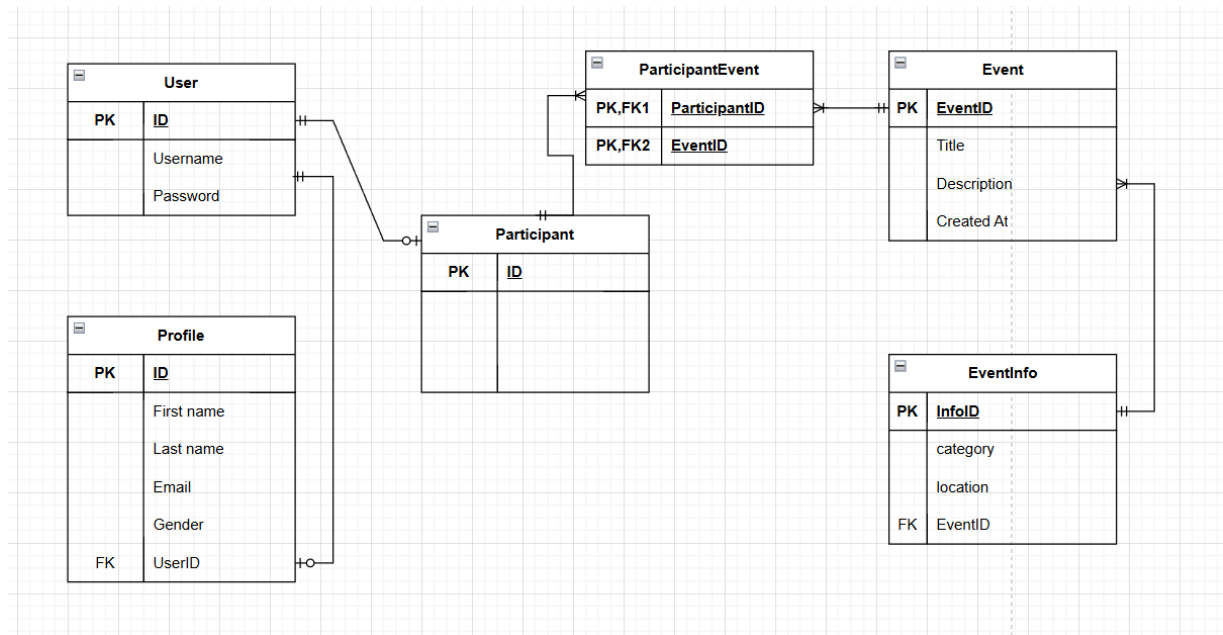 User
PK ID
Username
Password
Profile
PK ID
First name
Last name
Email
Gender
FK UserID
Participant
PK ID
ParticipantEvent
PK,FK1 ParticipantID
PK,FK2 EventID
Event
PK EventID
Title
Description
Created At
EventInfo
PK InfoID
category
location
FK EventID